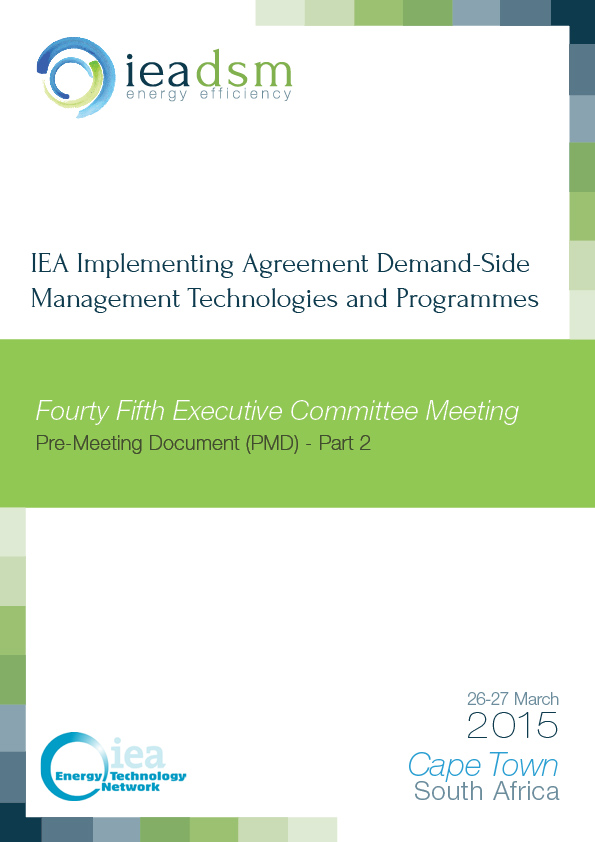 ieadsm
energy efficiency
IEA Implementing Agreement Demand-Side
Management Technologies and Programmes
Fourty Fifth Executive Committee Meeting
Pre-Meeting Document (PMD) - Part 2
26-27 March
2015
Cape Town
South Africa
iea
Energy Technology
Network